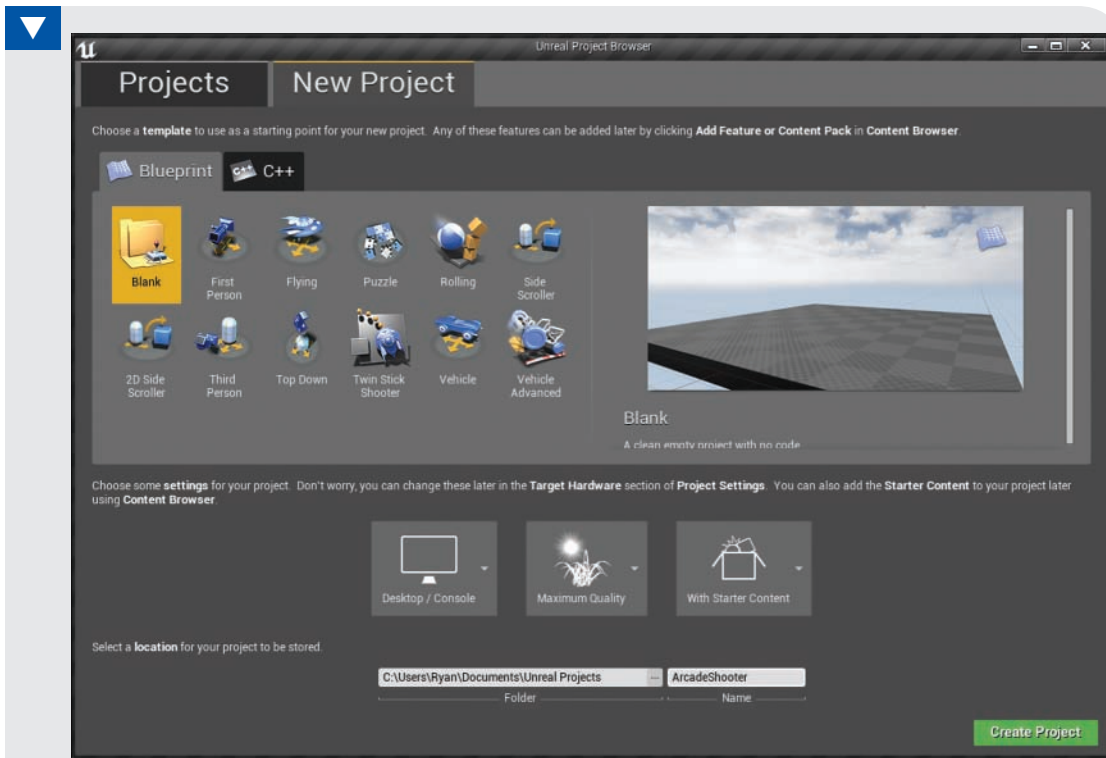 Unreal Project Browser
Projects
New Project
Choose a template to use as a starting point for your new project. Any of these features can be added later by clicking Add Feature or Content Pack in Content Browser.
Blueprint
C++
C++
Blank
First
Person
Flying
Puzzle
Rolling
Side
Scroller
2D Side
Scroller
Third
Person
Top Down
Twin Stick
Shooter
Vehicle
Vehicle
Advanced
Blank
A clean empty project with no code
Choose some settings for your project. Don't worry, you can change these later in the Target Hardware section of Project Settings. You can also add the Starter Content to your project later
using Content Browser.
Desktop / Console
Maximum Quality
With Starter Content
Select a location for your project to be stored.
C:\Users\Ryan\Documents\Unreal Projects
...
ArcadeShooter
Folder
Name
Create Project